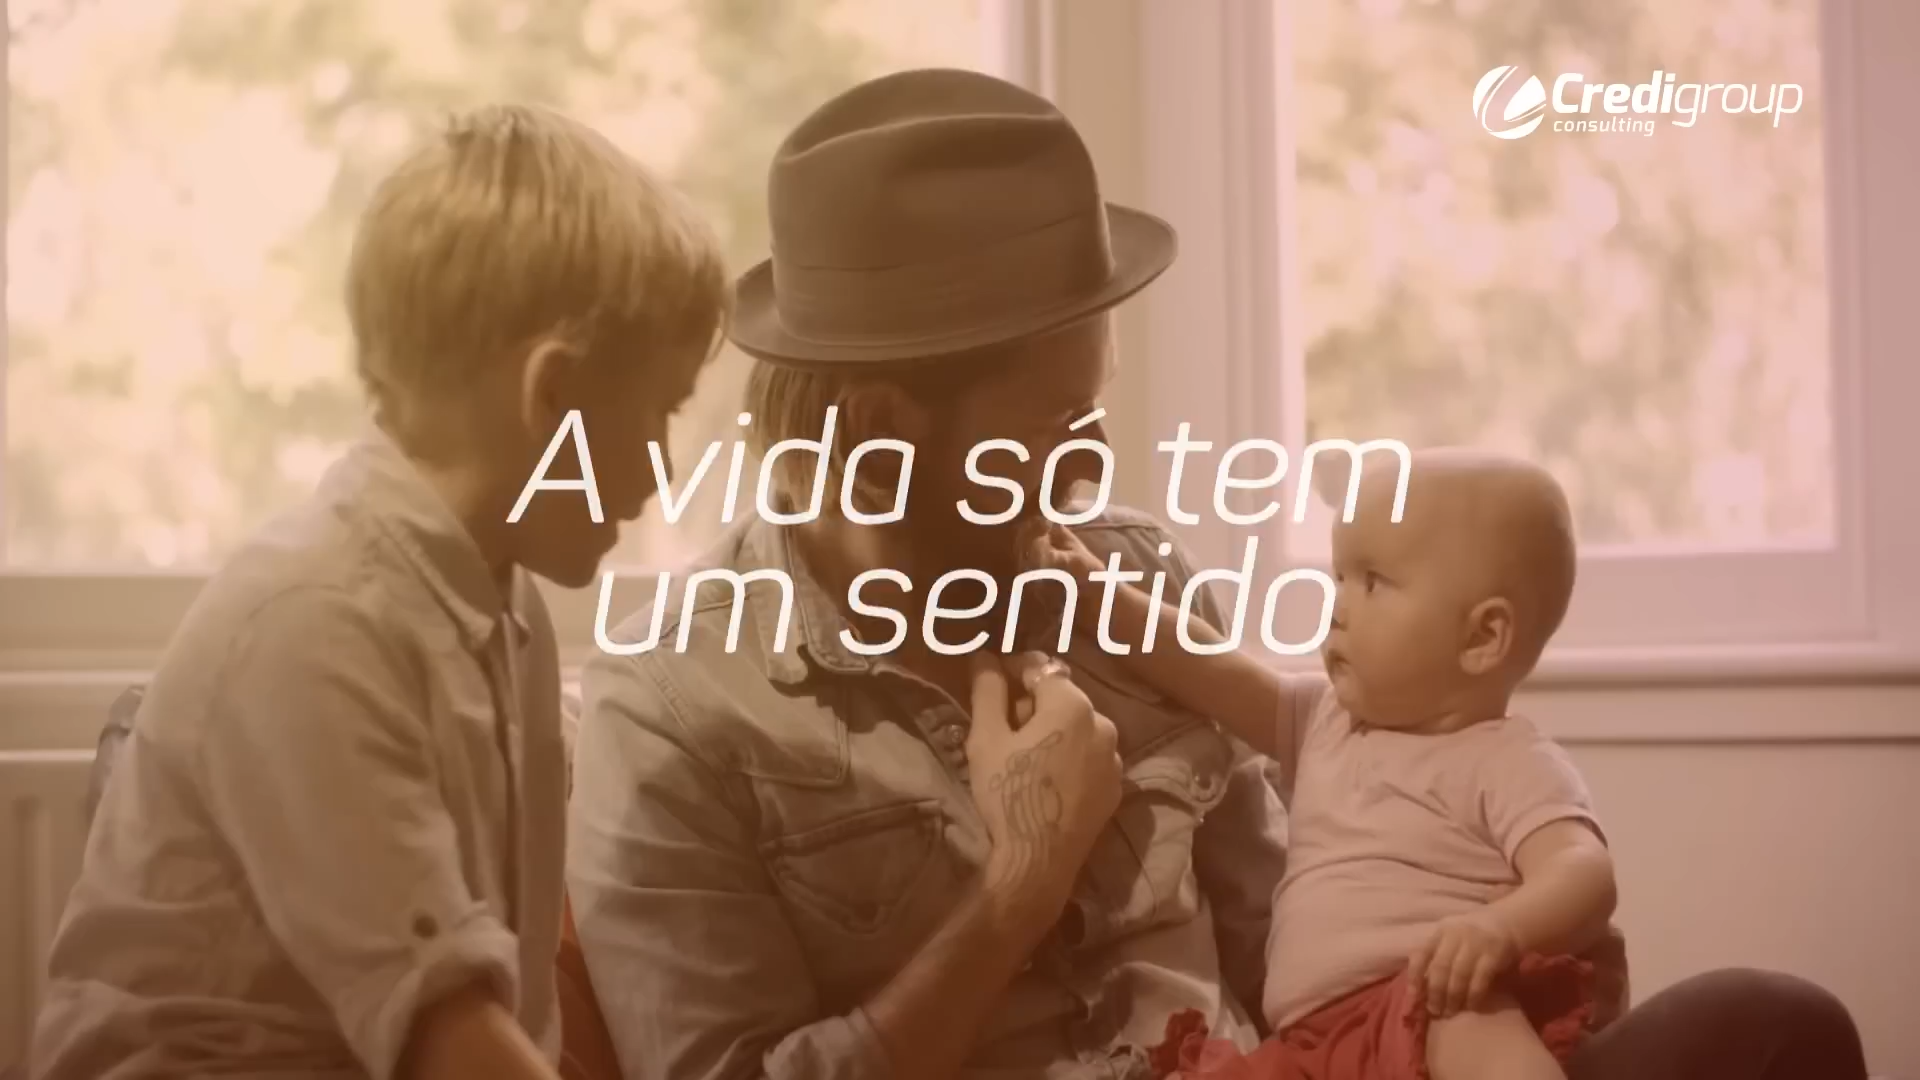 Credigroup
consulting
A vida só tem
um sentido